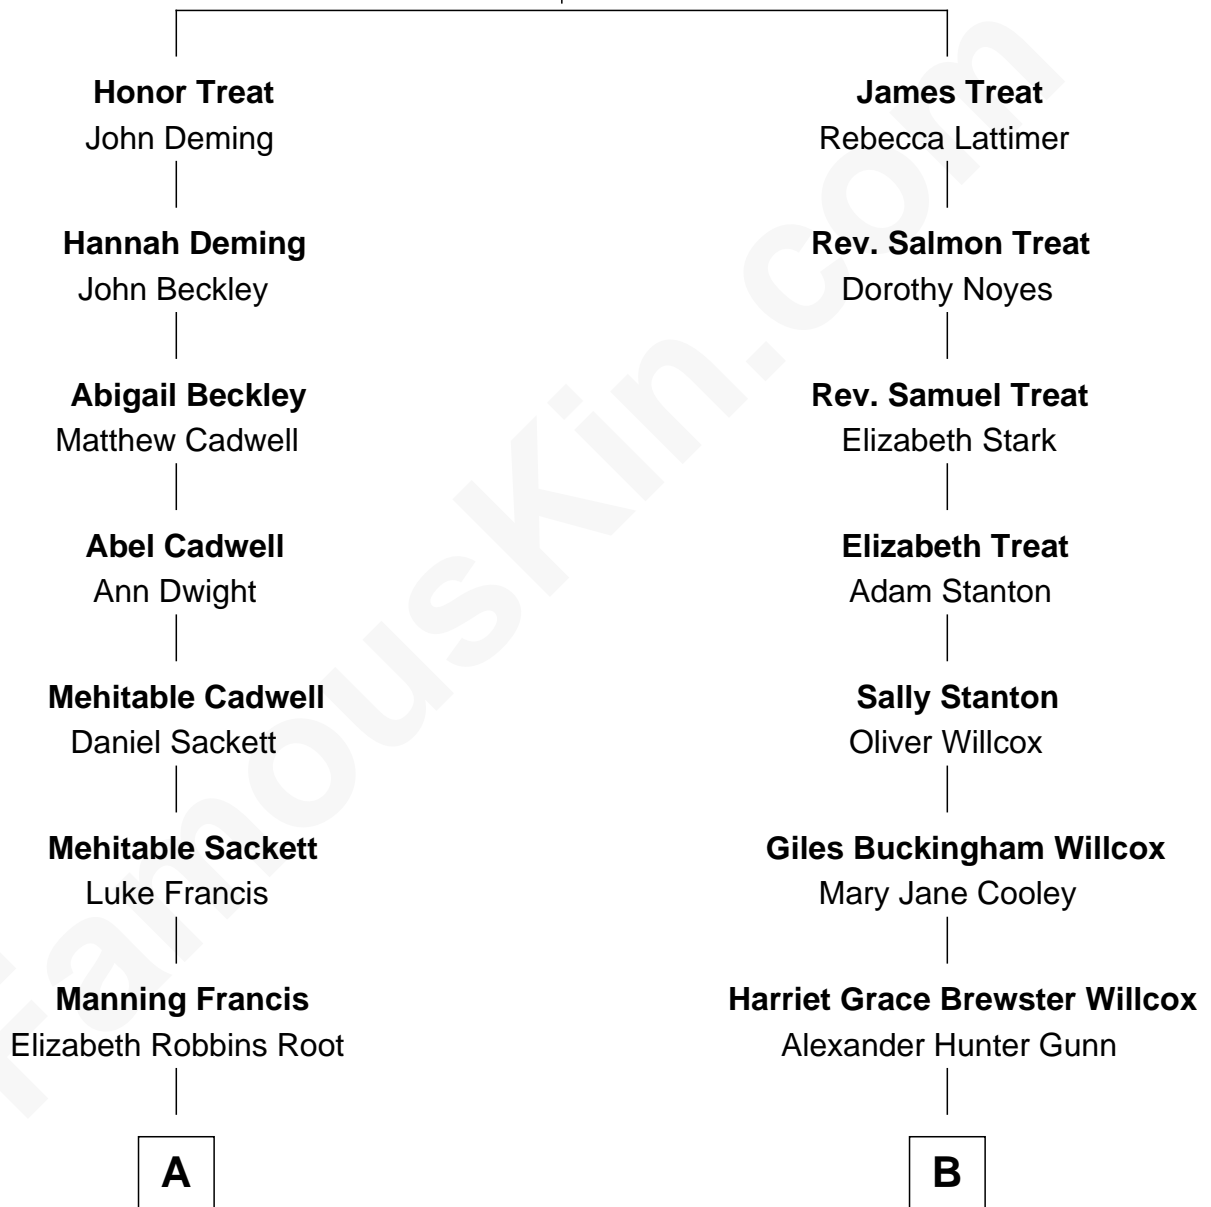 Honor Treat
John Deming
James Treat
Rebecca Lattimer
Hannah Deming
John Beckley
Rev. Salmon Treat
Dorothy Noyes
Abigail Beckley
Matthew Cadwell
Rev. Samuel Treat
Elizabeth Stark
Abel Cadwell
Ann Dwight
Elizabeth Treat
Adam Stanton
Mehitable Cadwell
Daniel Sackett
Sally Stanton
Oliver Willcox
Mehitable Sackett
Luke Francis
Giles Buckingham Willcox
Mary Jane Cooley
Manning Francis
Elizabeth Robbins Root
Harriet Grace Brewster Willcox
Alexander Hunter Gunn
A
B
FamousKin.com